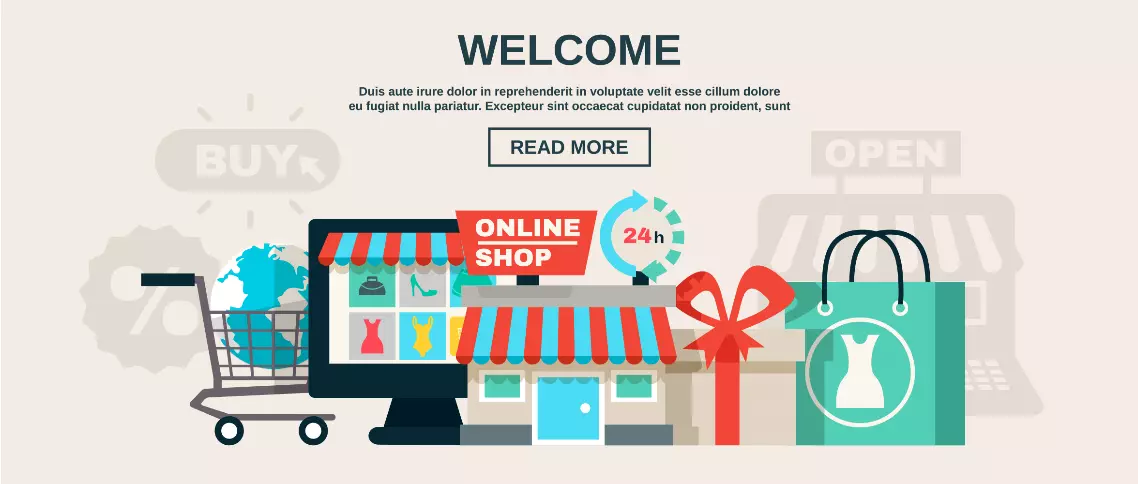 WELCOME
Duis aute irure dolor in reprehenderit in voluptate velit esse cillum dolore
eu fugiat nulla pariatur. Excepteur sint occaecat cupidatat non proident, sunt
READ MORE
BUY
OPEN
%
ONLINE
SHOP
24h